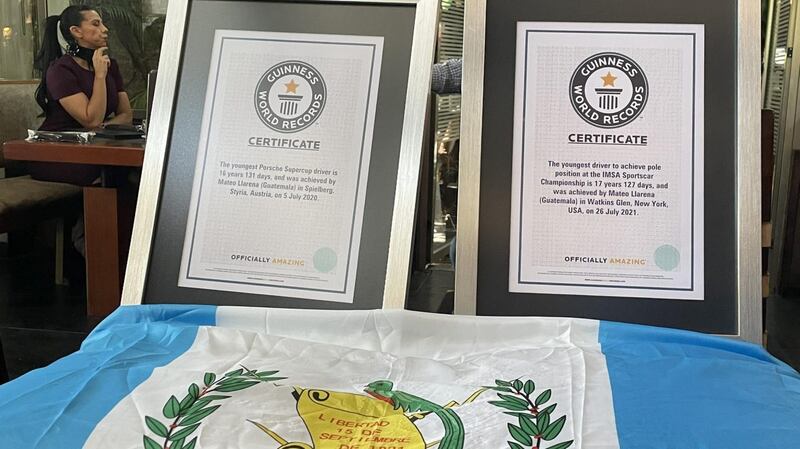 GUINNESS
WORLD RECORDS
CERTIFICATE
The youngest Porsche Supercup driver is
16 years 131 days, and was achieved by
Mateo Llarena (Guatemala) in Spielberg,
Styria, Austria, on 5 July 2020.
OFFICIALLY AMAZING
GUINNESS
WORLD RECORDS
CERTIFICATE
The youngest driver to achieve pole
position at the IMSA Sportscar
Championship is 17 years 127 days, and
was achieved by Mateo Llarena
(Guatemala) in Watkins Glen, New York,
USA, on 26 July 2021.
OFFICIALLY AMAZING
LIBERTAD
15 DE
SEPTIEMBRE
DE 1821